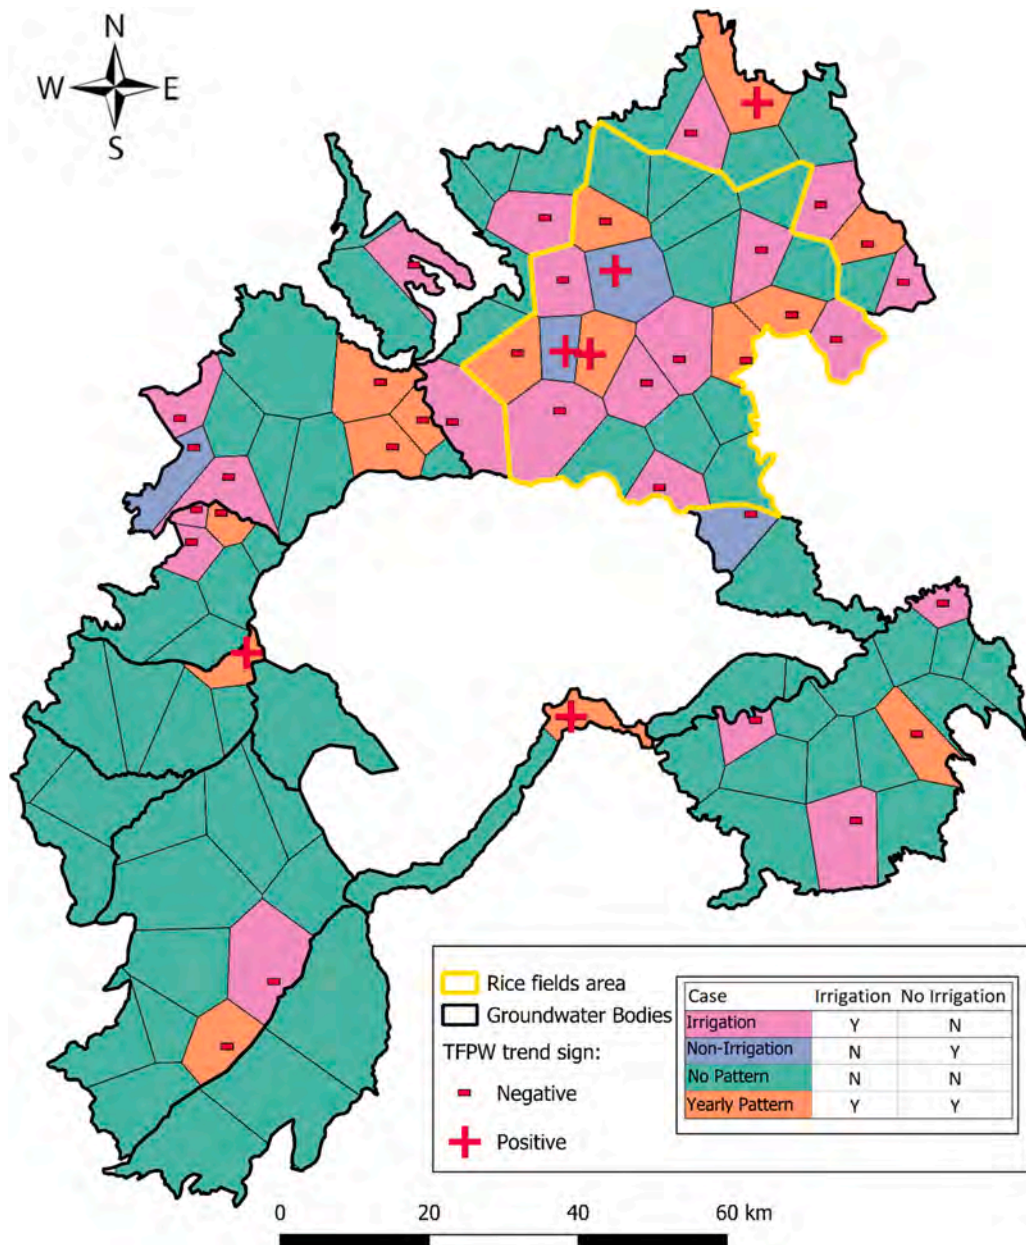 N
W E
S
Rice fields area
Groundwater Bodies
TFPW trend sign:
Negative
Positive
Case Irrigation No Irrigation
Irrigation Y N
Non-Irrigation N Y
No Pattern N N
Yearly Pattern Y Y
0 20 40 60 km